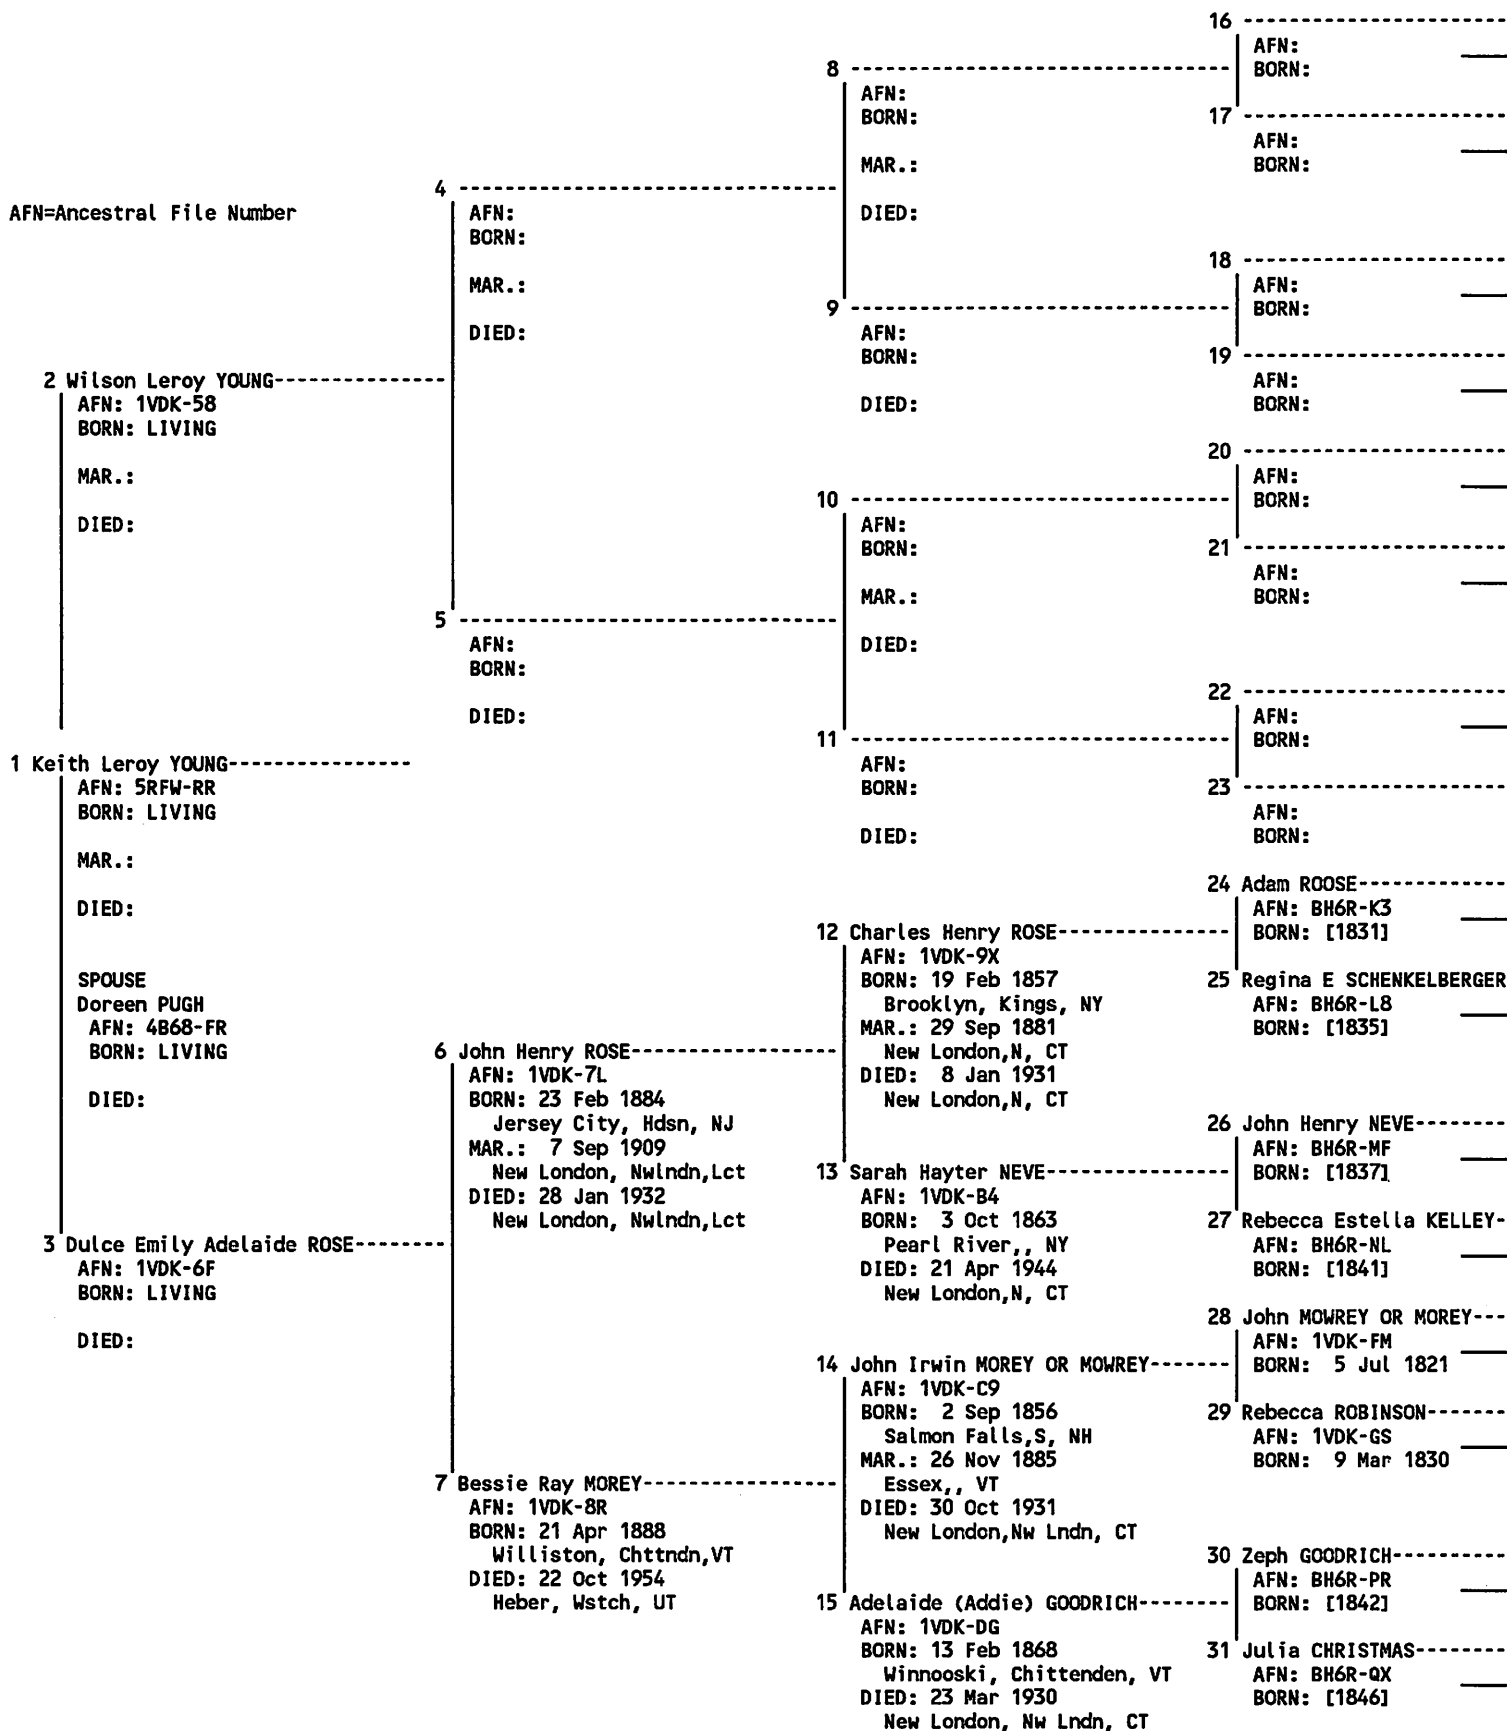 AFN=Ancestral File Number
1 Keith Leroy YOUNG---------------
AFN: 5RFW-RR
BORN: LIVING
MAR.:
DIED:
SPOUSE
Doreen PUGH
AFN: 4B68-FR
BORN: LIVING
DIED:
2 Wilson Leroy YOUNG--------------
AFN: 1VDK-58
BORN: LIVING
MAR.:
DIED:
3 Dulce Emily Adelaide ROSE--------
AFN: 1VDK-6F
BORN: LIVING
DIED:
4 --------------------------------
AFN:
BORN:
MAR.:
DIED:
5 --------------------------------
AFN:
BORN:
DIED:
6 John Henry ROSE-----------------
AFN: 1VDK-7L
BORN: 23 Feb 1884
Jersey City, Hdsn, NJ
MAR.:  7 Sep 1909
New London, Nwlndn,Lct
DIED: 28 Jan 1932
New London, Nwlndn,Lct
7 Bessie Ray MOREY----------------
AFN: 1VDK-8R
BORN: 21 Apr 1888
Williston, Chttndn,VT
DIED: 22 Oct 1954
Heber, Wstch, UT
8 --------------------------------
AFN:
BORN:
MAR.:
DIED:
9 --------------------------------
AFN:
BORN:
DIED:
10 -------------------------------
AFN:
BORN:
MAR.:
DIED:
11 -------------------------------
AFN:
BORN:
DIED:
12 Charles Henry ROSE--------------
AFN: 1VDK-9X
BORN: 19 Feb 1857
Brooklyn, Kings, NY
MAR.: 29 Sep 1881
New London,N, CT
DIED:  8 Jan 1931
New London,N, CT
13 Sarah Hayter NEVE---------------
AFN: 1VDK-B4
BORN:  3 Oct 1863
Pearl River,, NY
DIED: 21 Apr 1944
New London,N, CT
14 John Irwin MOREY OR MOWREY-------
AFN: 1VDK-C9
BORN:  2 Sep 1856
Salmon Falls,S, NH
MAR.: 26 Nov 1885
Essex,, VT
DIED: 30 Oct 1931
New London,Nw Lndn, CT
15 Adelaide (Addie) GOODRICH--------
AFN: 1VDK-DG
BORN: 13 Feb 1868
Winnooski, Chittenden, VT
DIED: 23 Mar 1930
New London, Nw Lndn, CT
16 ----------------------
AFN:
BORN:
17 ----------------------
AFN:
BORN:
18 ----------------------
AFN:
BORN:
19 ----------------------
AFN:
BORN:
20 ----------------------
AFN:
BORN:
21 ----------------------
AFN:
BORN:
22 ----------------------
AFN:
BORN:
23 ----------------------
AFN:
BORN:
24 Adam ROOSE-------------
AFN: BH6R-K3
BORN: [1831]
25 Regina E SCHENKELBERGER
AFN: BH6R-L8
BORN: [1835]
26 John Henry NEVE--------
AFN: BH6R-MF
BORN: [1837]
27 Rebecca Estella KELLEY-
AFN: BH6R-NL
BORN: [1841]
28 John MOWREY OR MOREY---
AFN: 1VDK-FM
BORN:  5 Jul 1821
29 Rebecca ROBINSON-------
AFN: 1VDK-GS
BORN:  9 Mar 1830
30 Zeph GOODRICH----------
AFN: BH6R-PR
BORN: [1842]
31 Julia CHRISTMAS--------
AFN: BH6R-QX
BORN: [1846]